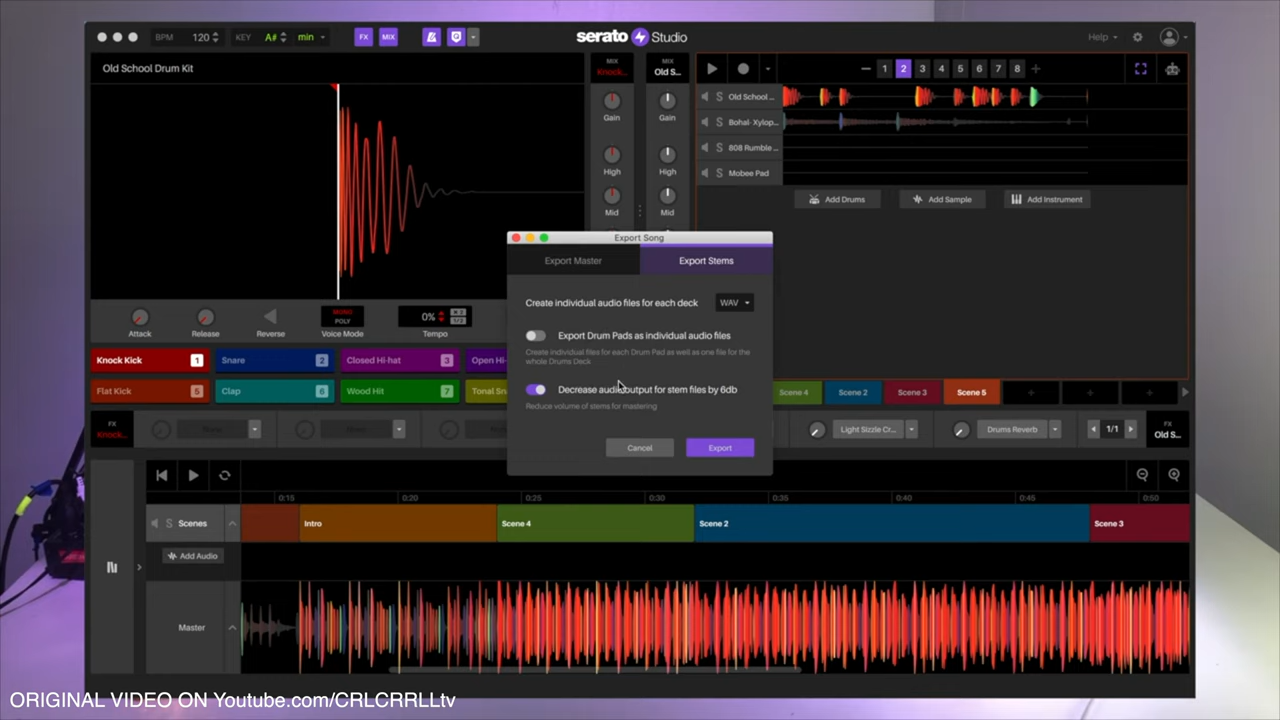 BPM 120 KEY A# min FX MIX serato Studio Help
Old School Drum Kit
MIX
Knock...
MIX
Old S...
1 2 3 4 5 6 7 8
Old School ...
Bohal- Xylop...
808 Rumble ...
Mobee Pad
Add Drums Add Sample Add Instrument
Gain Gain
High High
Mid Mid
Export Song
Export Master Export Stems
Create individual audio files for each deck WAV
Export Drum Pads as individual audio files
Create individual files for each Drum Pad as well as one file for the
whole Drums Deck
Decrease audio output for stem files by 6db
Reduce volume of stems for mastering
Cancel Export
MONO
POLY
0%
Attack Release Reverse Voice Mode Tempo
Knock Kick 1 Snare 2 Closed Hi-hat 3 Open Hi-
Flat Kick 5 Clap 6 Wood Hit 7 Tonal Sn
Scene 4 Scene 2 Scene 3 Scene 5
FX
Knock...
Light Sizzle Cr... Drums Reverb 1/1
FX
Old S...
0:15 0:20 0:25 0:30 0:35 0:40 0:45 0:50
S Scenes Intro Scene 4 Scene 2 Scene 3
Add Audio
Master
ORIGINAL VIDEO ON Youtube.com/CRLCRRLLtv